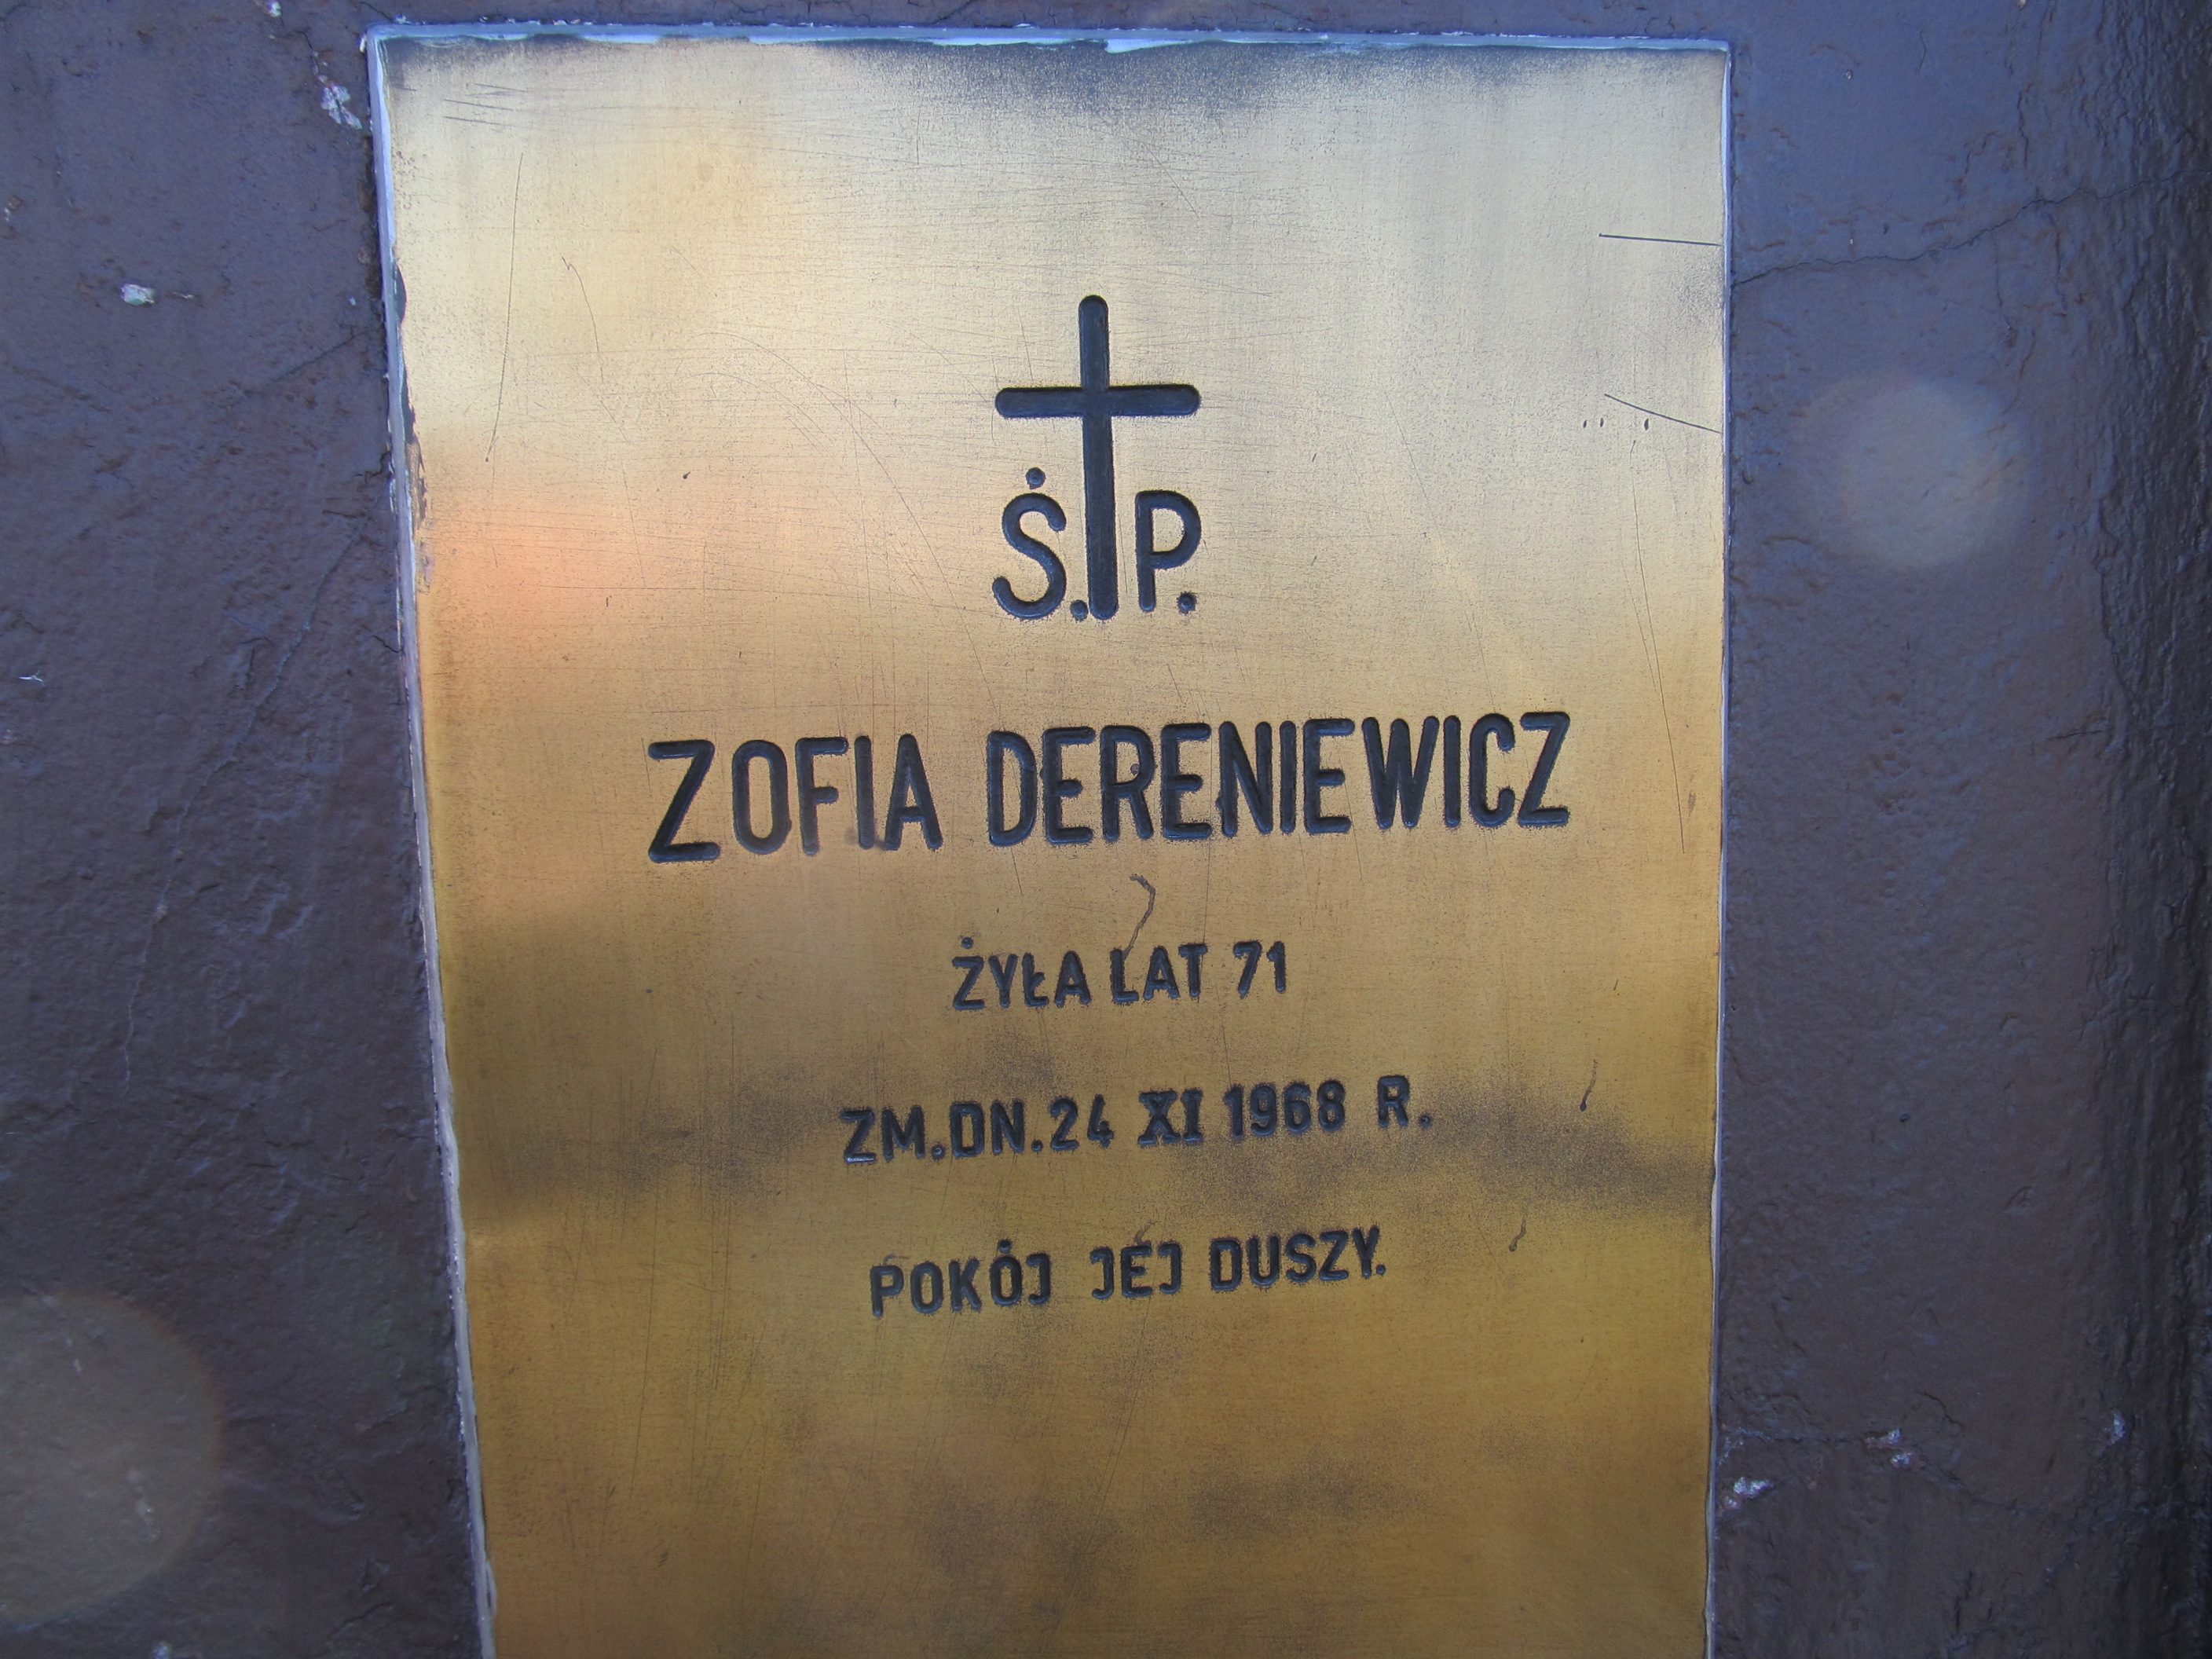 Ś. P.
ZOFIA DERENIEWICZ
ŻYŁA LAT 71
ZM. DN. 24 XI 1968 R.
POKÓJ JEJ DUSZY.